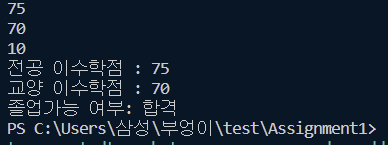 75
70
10
전공 이수학점 : 75
교양 이수학점 : 70
졸업가능 여부: 합격
PS C:\Users\삼성\부엉이\test\Assignment1>